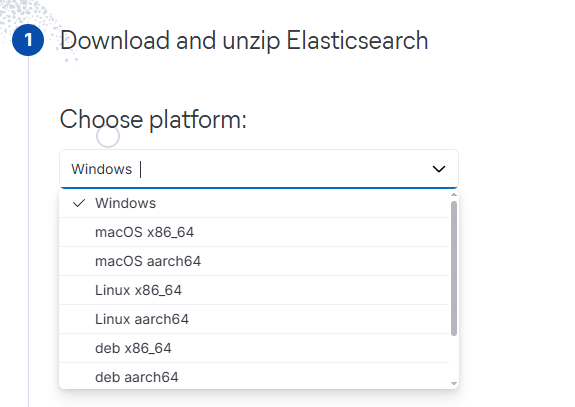 1 Download and unzip Elasticsearch
Choose platform:
Windows
Windows
macOS x86_64
macOS aarch64
Linux x86_64
Linux aarch64
deb x86_64
deb aarch64